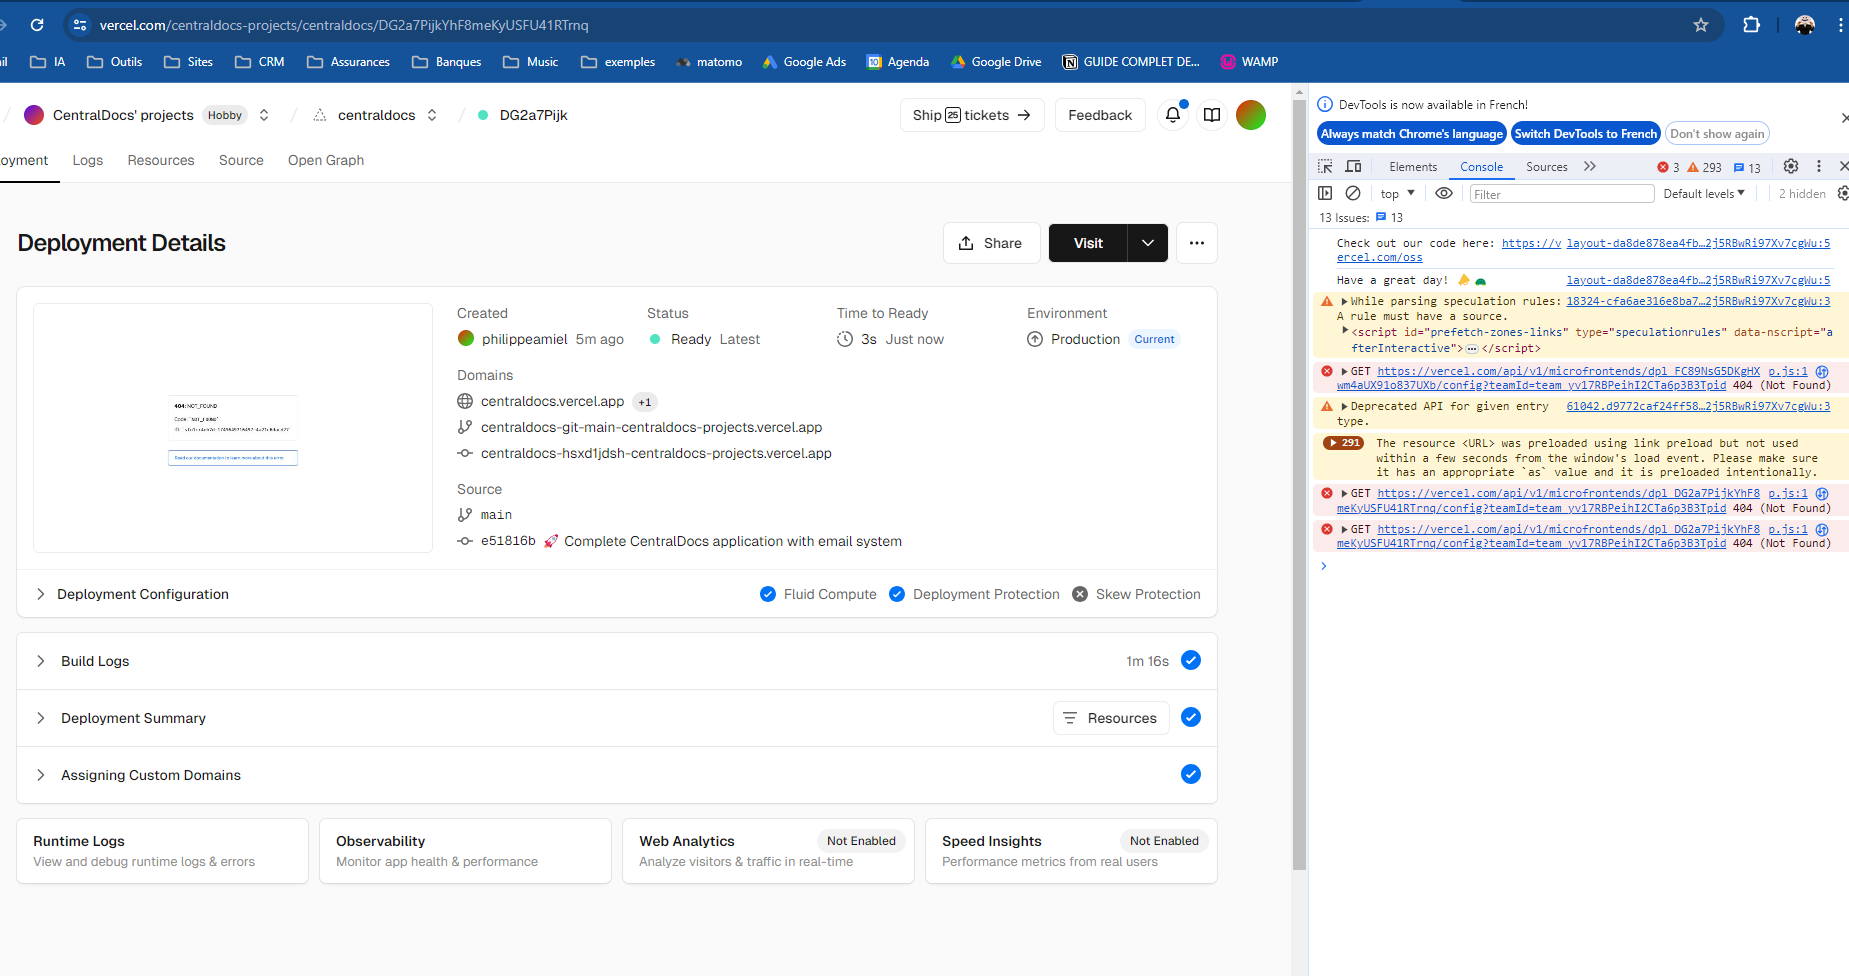 vercel.com/centraldocs-projects/centraldocs/DG2a7PijkYhF8meKyUSFU41RTrnq
il IA Outils Sites CRM Assurances Banques Music exemples matomo Google Ads 10 Agenda Google Drive GUIDE COMPLET DE... WAMP
CentralDocs' projects Hobby / centraldocs / DG2a7Pijk Ship 25 tickets → Feedback
oyment Logs Resources Source Open Graph
Deployment Details Share Visit
404: NOT_FOUND
Created Status Time to Ready Environment
philippeamiel 5m ago Ready Latest 3s Just now Production Current
Domains
centraldocs.vercel.app +1
centraldocs-git-main-centraldocs-projects.vercel.app
centraldocs-hsxd1jdsh-centraldocs-projects.vercel.app
Source
main
e51816b 🚀 Complete CentralDocs application with email system
Deployment Configuration Fluid Compute Deployment Protection Skew Protection
Build Logs 1m 16s
Deployment Summary Resources
Assigning Custom Domains
Runtime Logs
View and debug runtime logs & errors
Observability
Monitor app health & performance
Web Analytics Not Enabled
Analyze visitors & traffic in real-time
Speed Insights Not Enabled
Performance metrics from real users
DevTools is now available in French!
Always match Chrome's language Switch DevTools to French Don't show again
Elements Console Sources 3 293 13
top Filter Default levels 2 hidden
13 Issues: 13
Check out our code here: https://v layout-da8de878ea4fb…2j5RBwRi97Xv7cgWu:5
ercel.com/oss
Have a great day! layout-da8de878ea4fb…2j5RBwRi97Xv7cgWu:5
While parsing speculation rules: 18324-cfa6ae316e8ba7…2j5RBwRi97Xv7cgWu:3
A rule must have a source.
<script id="prefetch-zones-links" type="speculationrules" data-nscript="a
fterInteractive">…</script>
GET https://vercel.com/api/v1/microfrontends/dpl_FC89NsG5DKgHX p.js:1
wm4aUX91o837UXb/config?teamId=team_yv17RBPeihI2CTa6p3B3Tpid 404 (Not Found)
Deprecated API for given entry 61042.d9772caf24ff58…2j5RBwRi97Xv7cgWu:3
type.
291 The resource <URL> was preloaded using link preload but not used
within a few seconds from the window's load event. Please make sure
it has an appropriate `as` value and it is preloaded intentionally.
GET https://vercel.com/api/v1/microfrontends/dpl_DG2a7PijkYhF8 p.js:1
meKyUSFU41RTrnq/config?teamId=team_yv17RBPeihI2CTa6p3B3Tpid 404 (Not Found)
GET https://vercel.com/api/v1/microfrontends/dpl_DG2a7PijkYhF8 p.js:1
meKyUSFU41RTrnq/config?teamId=team_yv17RBPeihI2CTa6p3B3Tpid 404 (Not Found)